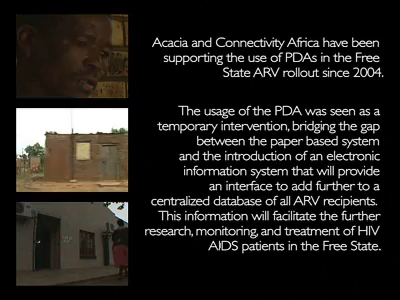 Acacia and Connectivity Africa have been
supporting the use of PDAs in the Free
State ARV rollout since 2004.
The usage of the PDA was seen as a
temporary intervention, bridging the gap
between the paper based system
and the introduction of an electronic
information system that will provide
an interface to add further to a
centralized database of all ARV recipients.
This information will facilitate the further
research, monitoring, and treatment of HIV
AIDS patients in the Free State.